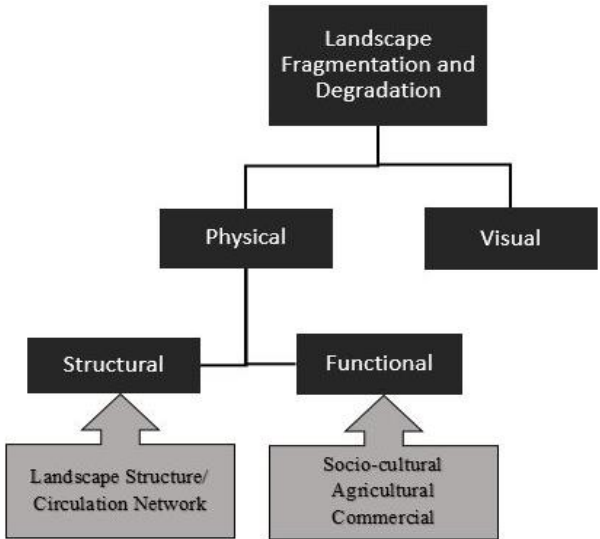 Landscape
Fragmentation and
Degradation
Physical
Visual
Structural
Functional
Landscape Structure/
Circulation Network
Socio-cultural
Agricultural
Commercial